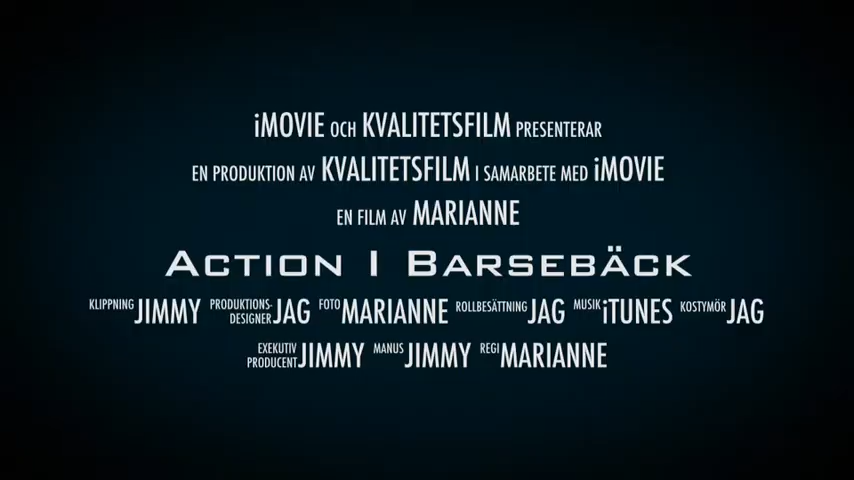 iMOVIE OCH KVALITETSFILM PRESENTERAR
EN PRODUKTION AV KVALITETSFILM I SAMARBETE MED iMOVIE
EN FILM AV MARIANNE
ACTION I BARSEBÄCK
KLIPPNING JIMMY PRODUKTIONS-DESIGNER JAG FOTO MARIANNE ROLLBESÄTTNING JAG MUSIK iTUNES KOSTYMÖR JAG
EXEKUTIV PRODUCENT JIMMY MANUS JIMMY REGI MARIANNE